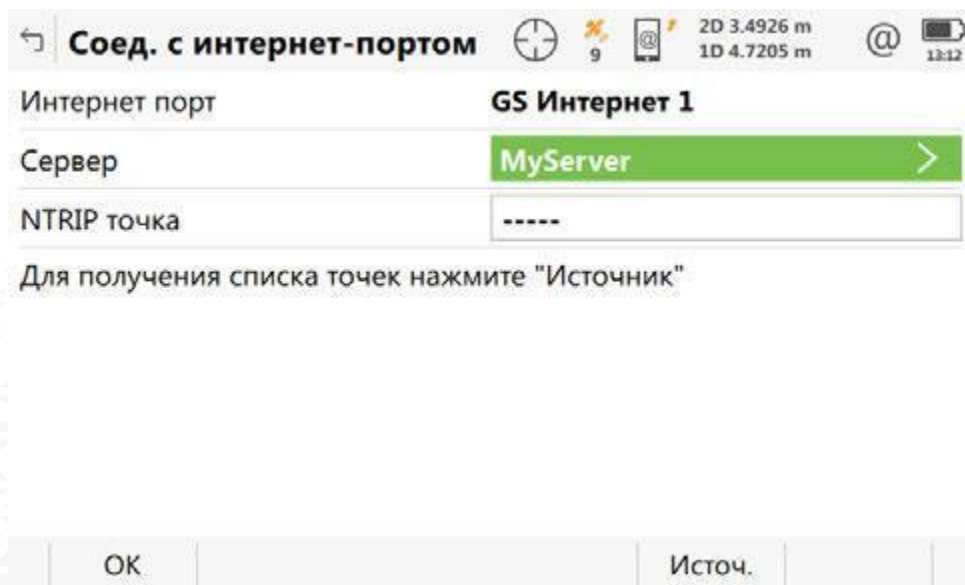 Соед. с интернет-портом 9 @ 2D 3.4926 m @
1D 4.7205 m 13:12
Интернет порт GS Интернет 1
Сервер MyServer
NTRIP точка -----
Для получения списка точек нажмите "Источник"
ОК Источ.